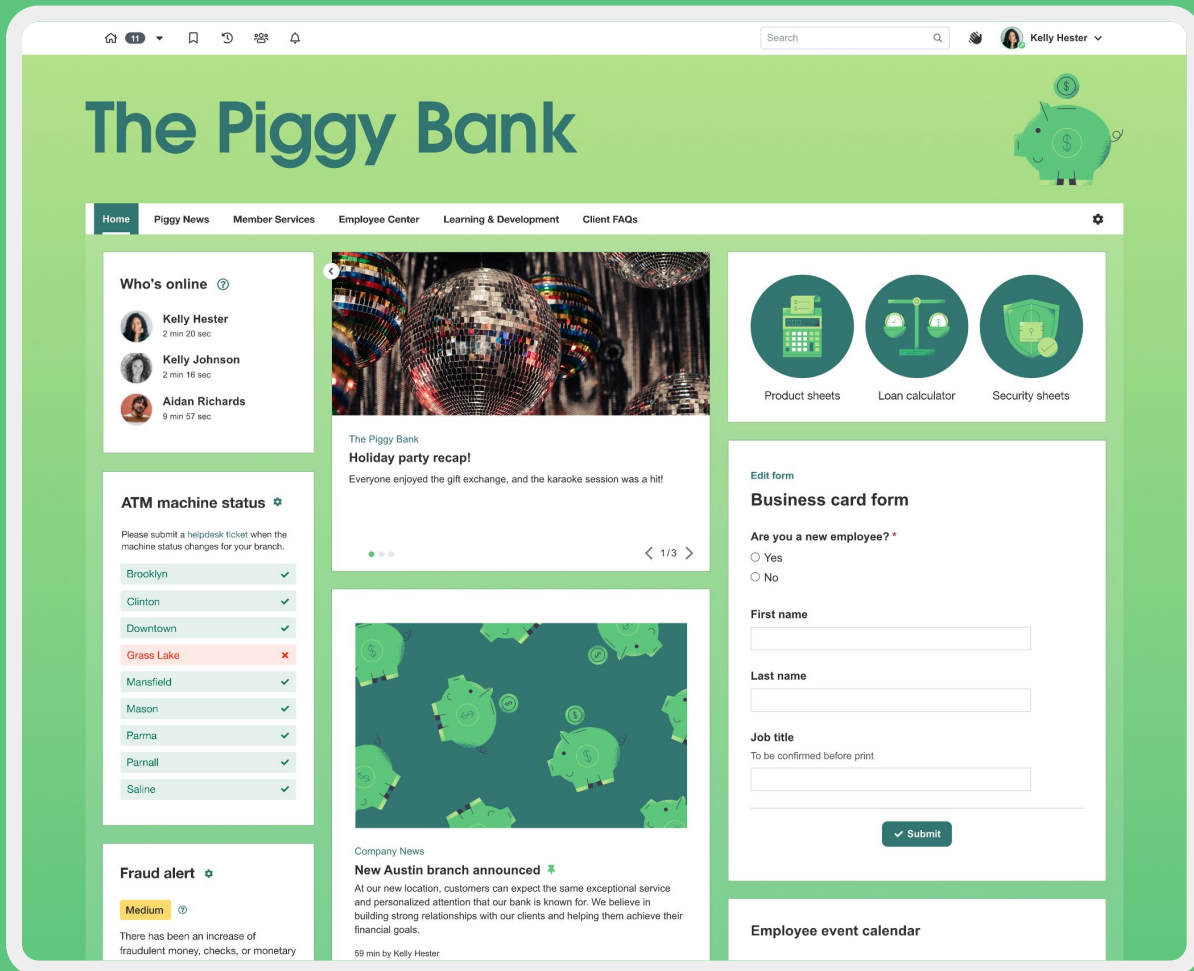 11
Search
Kelly Hester
The Piggy Bank
Home Piggy News Member Services Employee Center Learning & Development Client FAQs
Who's online ?
Kelly Hester
2 min 20 sec
Kelly Johnson
2 min 16 sec
Aidan Richards
9 min 57 sec
ATM machine status
Please submit a helpdesk ticket when the
machine status changes for your branch.
Brooklyn
Clinton
Downtown
Grass Lake
Mansfield
Mason
Parma
Parnall
Saline
Fraud alert
Medium ?
There has been an increase of
fraudulent money, checks, or monetary
The Piggy Bank
Holiday party recap!
Everyone enjoyed the gift exchange, and the karaoke session was a hit!
1/3
$
$
$
$
$
$
Company News
New Austin branch announced
At our new location, customers can expect the same exceptional service
and personalized attention that our bank is known for. We believe in
building strong relationships with our clients and helping them achieve their
financial goals.
59 min by Kelly Hester
Product sheets Loan calculator Security sheets
Edit form
Business card form
Are you a new employee? *
Yes
No
First name
Last name
Job title
To be confirmed before print
Submit
Employee event calendar